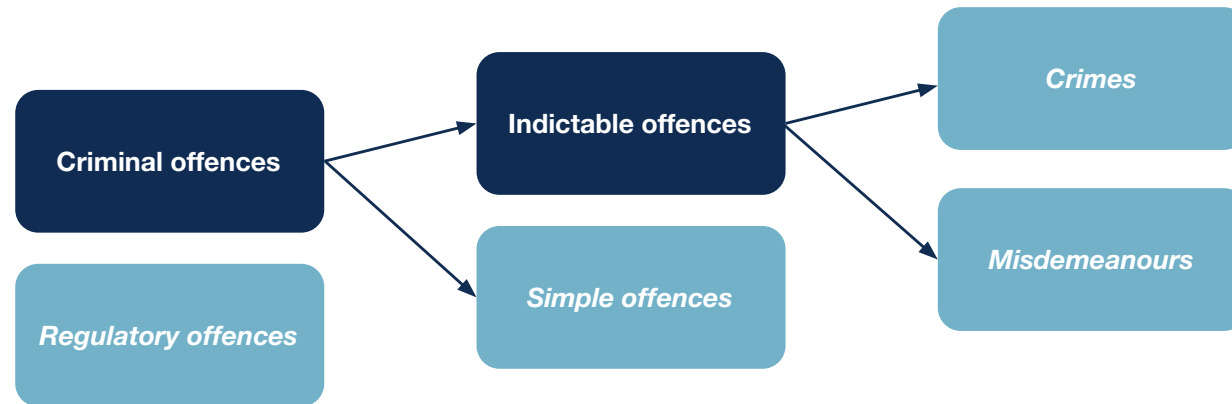 Criminal offences
Regulatory offences
Indictable offences
Simple offences
Crimes
Misdemeanours